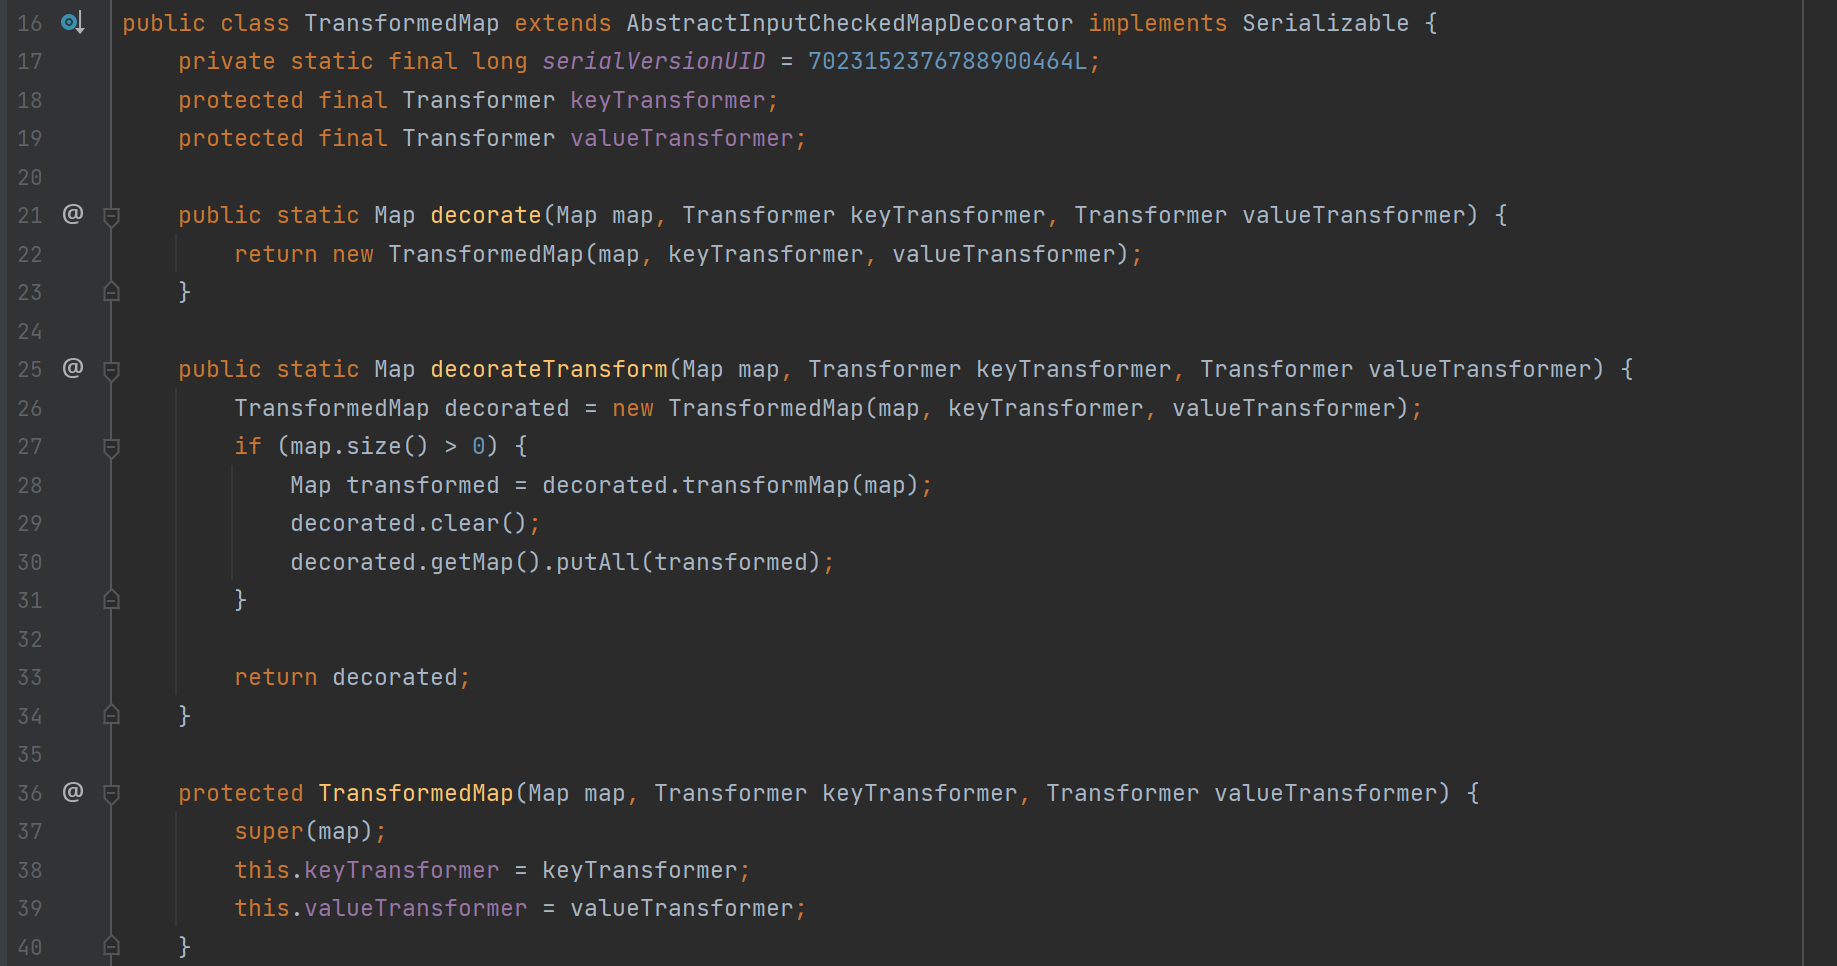 16 public class TransformedMap extends AbstractInputCheckedMapDecorator implements Serializable {
17     private static final long serialVersionUID = 7023152376788900464L;
18     protected final Transformer keyTransformer;
19     protected final Transformer valueTransformer;
20
21 @     public static Map decorate(Map map, Transformer keyTransformer, Transformer valueTransformer) {
22         return new TransformedMap(map, keyTransformer, valueTransformer);
23     }
24
25 @     public static Map decorateTransform(Map map, Transformer keyTransformer, Transformer valueTransformer) {
26         TransformedMap decorated = new TransformedMap(map, keyTransformer, valueTransformer);
27         if (map.size() > 0) {
28             Map transformed = decorated.transformMap(map);
29             decorated.clear();
30             decorated.getMap().putAll(transformed);
31         }
32
33         return decorated;
34     }
35
36 @     protected TransformedMap(Map map, Transformer keyTransformer, Transformer valueTransformer) {
37         super(map);
38         this.keyTransformer = keyTransformer;
39         this.valueTransformer = valueTransformer;
40     }